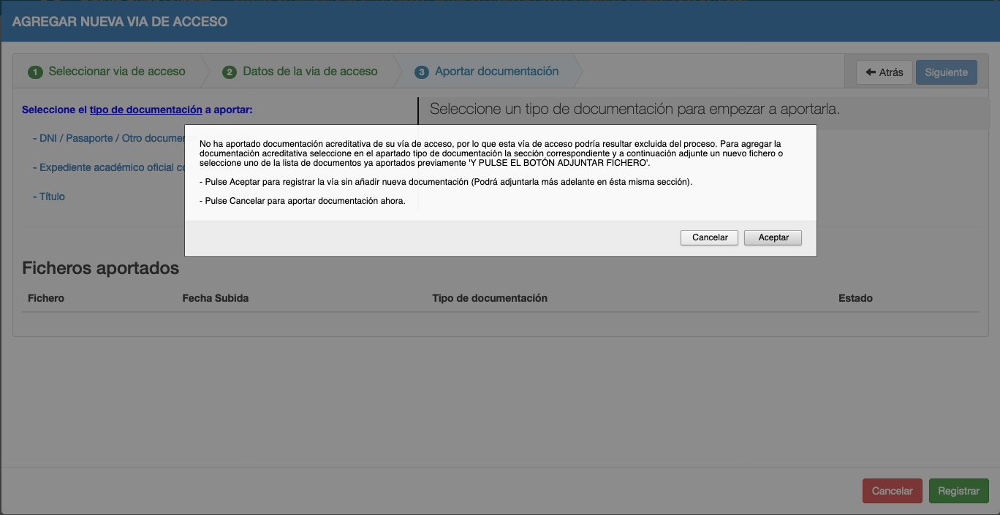 AGREGAR NUEVA VIA DE ACCESO
1 Seleccionar via de acceso
2 Datos de la via de acceso
3 Aportar documentación
Atrás
Siguiente
Seleccione el tipo de documentación a aportar:
Seleccione un tipo de documentación para empezar a aportarla.
- DNI / Pasaporte / Otro
- Expediente académico oficial
- Título
No ha aportado documentación acreditativa de su vía de acceso, por lo que esta vía de acceso podría resultar excluida del proceso. Para agregar la
documentación acreditativa seleccione en el apartado tipo de documentación la sección correspondiente y a continuación adjunte un nuevo fichero o
seleccione uno de la lista de documentos ya aportados previamente 'Y PULSE EL BOTÓN ADJUNTAR FICHERO'.
- Pulse Aceptar para registrar la vía sin añadir nueva documentación (Podrá adjuntarla más adelante en ésta misma sección).
- Pulse Cancelar para aportar documentación ahora.
Cancelar
Aceptar
Ficheros aportados
Fichero
Fecha Subida
Tipo de documentación
Estado
Cancelar
Registrar